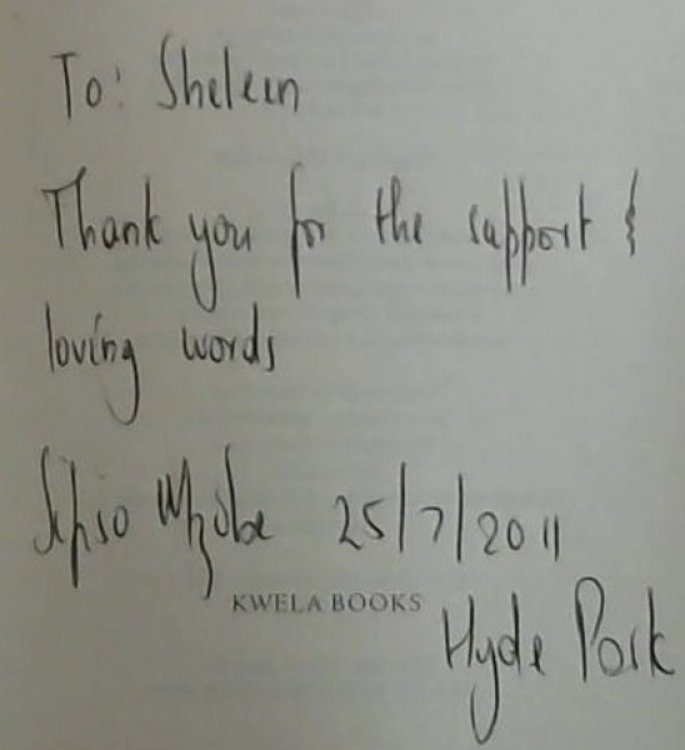 To: Sheleen
Thank you for the support &
loving words
Sifiso Mzobe 25/7/2011
KWELA BOOKS
Hyde Park